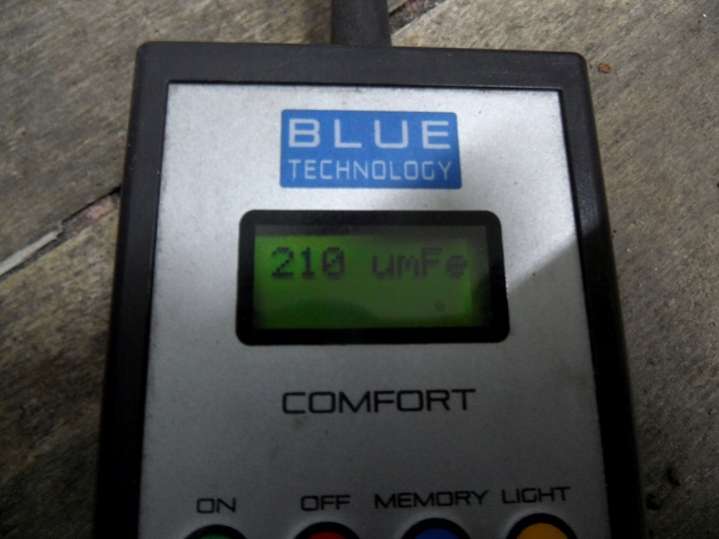 BLUE
TECHNOLOGY
210 umFe
COMFORT
ON OFF MEMORY LIGHT